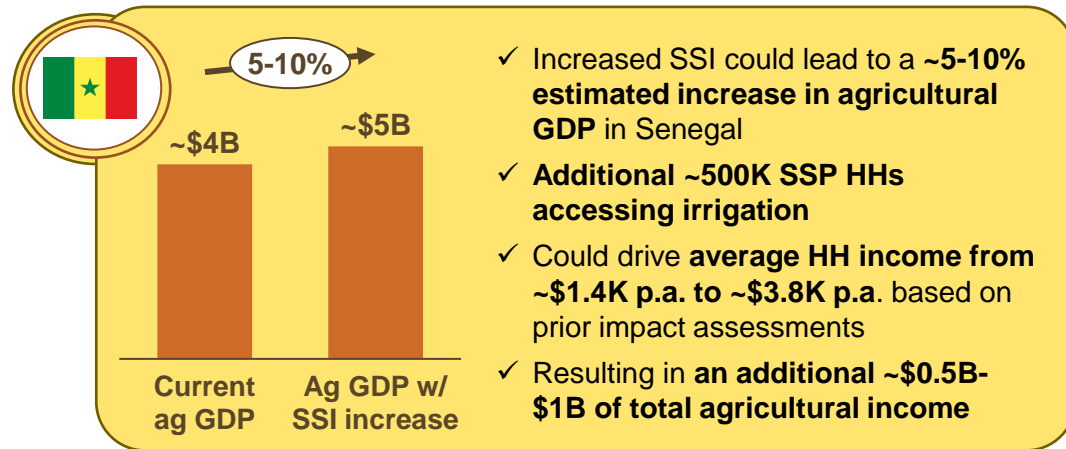 5-10%
~$4B
~$5B
Current
ag GDP
Ag GDP w/
SSI increase
✓ Increased SSI could lead to a ~5-10%
estimated increase in agricultural
GDP in Senegal
✓ Additional ~500K SSP HHs
accessing irrigation
✓ Could drive average HH income from
~$1.4K p.a. to ~$3.8K p.a. based on
prior impact assessments
✓ Resulting in an additional ~$0.5B-
$1B of total agricultural income